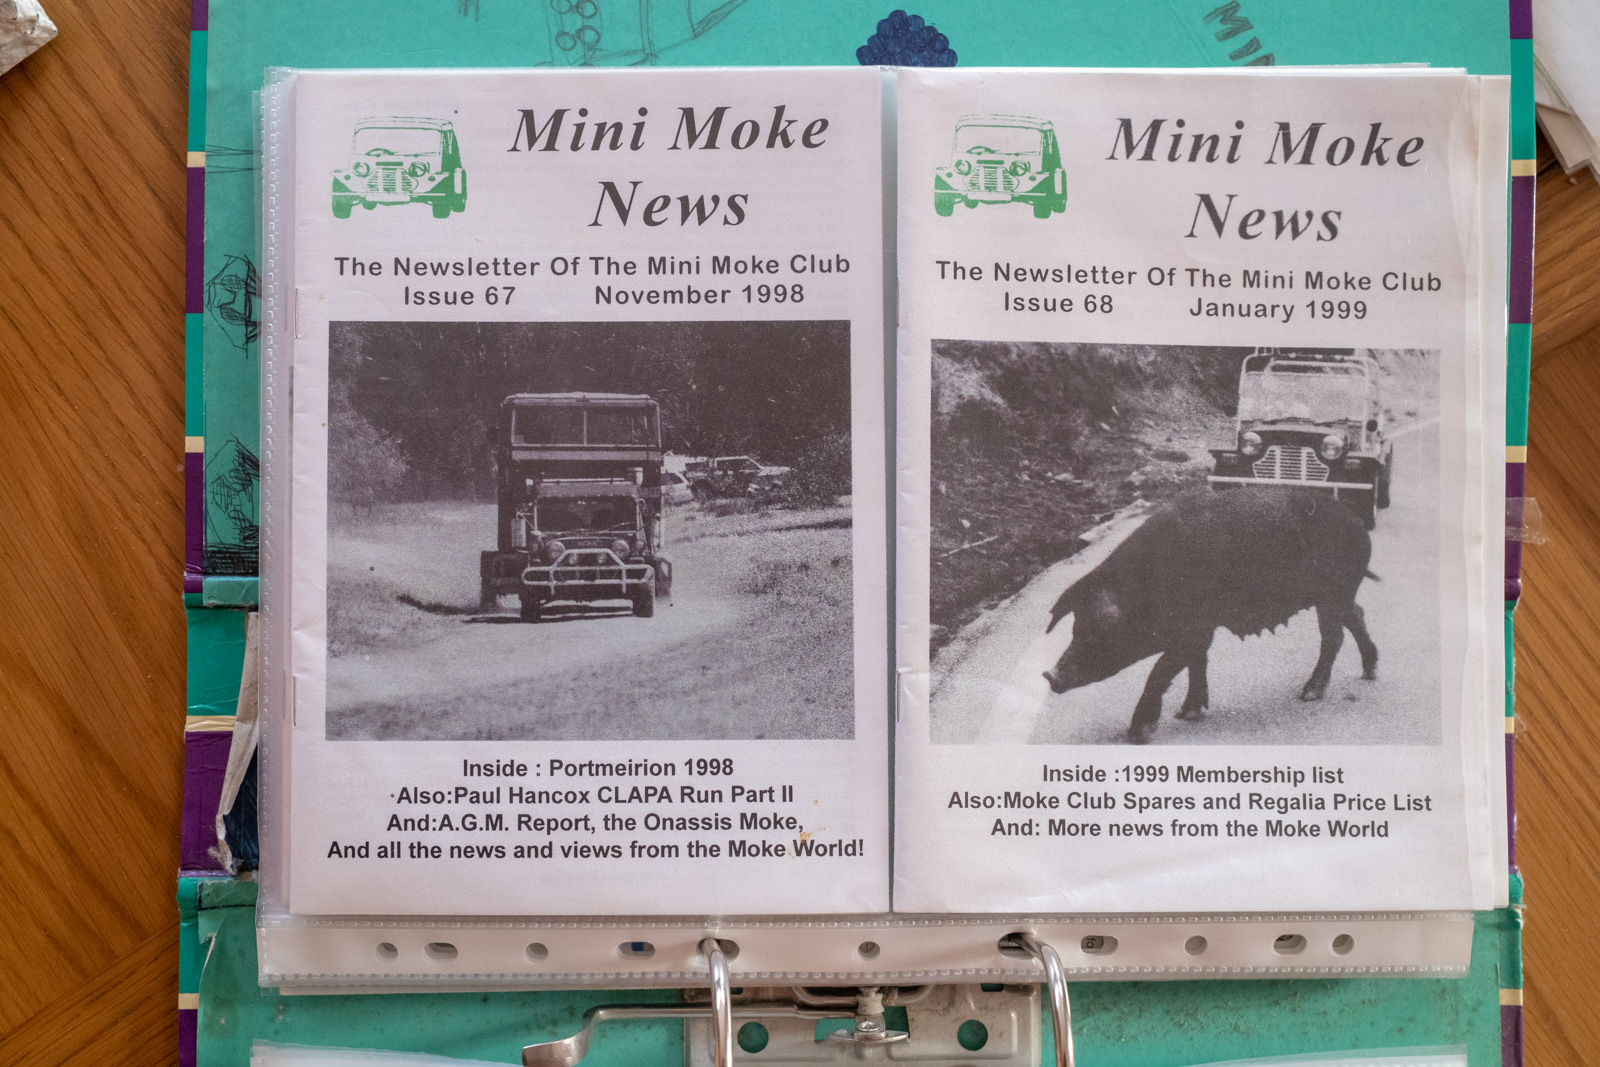 MIN
Mini Moke
News
The Newsletter Of The Mini Moke Club
Issue 67 November 1998
Inside : Portmeirion 1998
Also:Paul Hancox CLAPA Run Part II
And:A.G.M. Report, the Onassis Moke,
And all the news and views from the Moke World!
Mini Moke
News
The Newsletter Of The Mini Moke Club
Issue 68 January 1999
Inside :1999 Membership list
Also:Moke Club Spares and Regalia Price List
And: More news from the Moke World